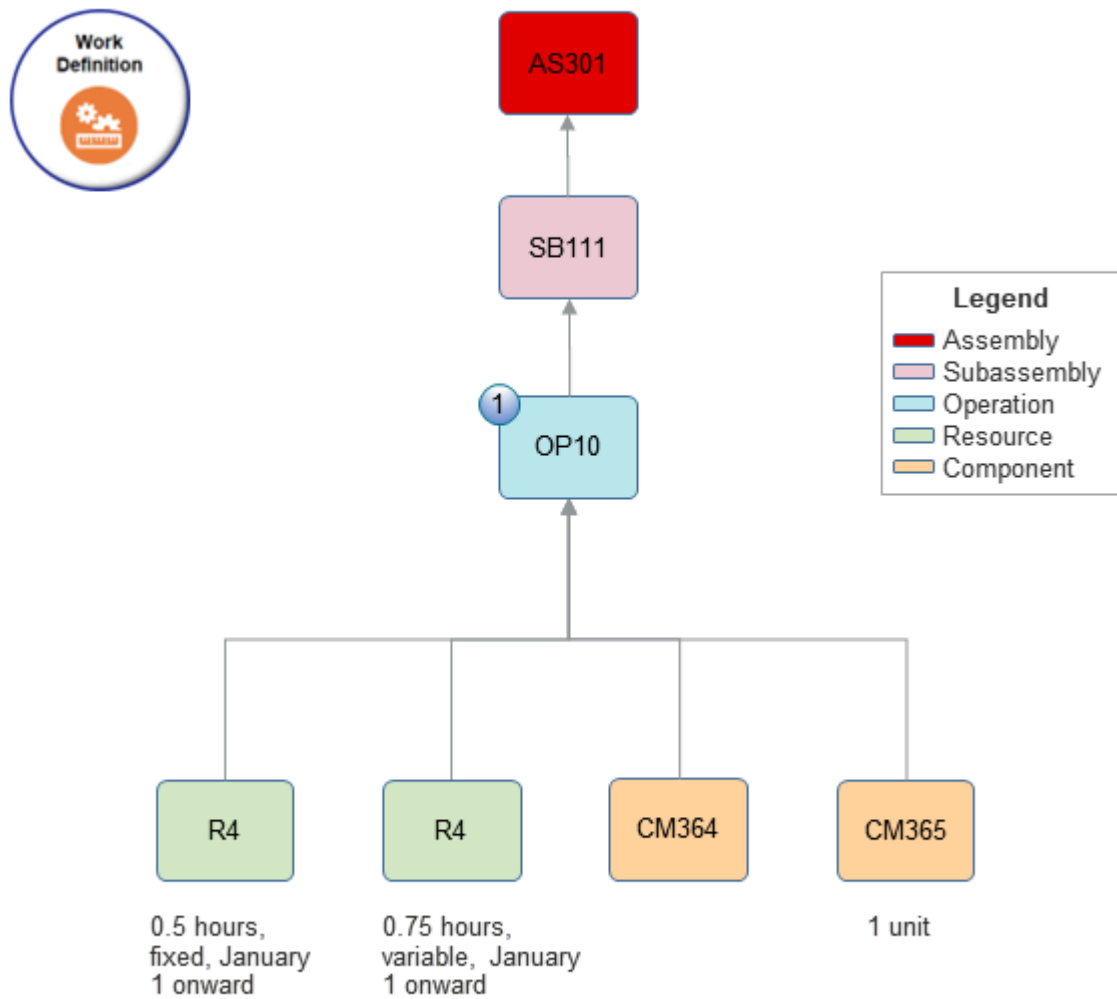 Work
Definition
AS301
SB111
Legend
Assembly
Subassembly
Operation
Resource
Component
1
OP10
R4
R4
CM364
CM365
0.5 hours,
fixed, January
1 onward
0.75 hours,
variable, January
1 onward
1 unit